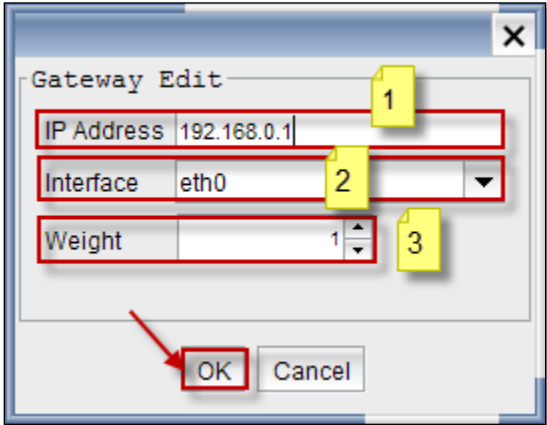 Gateway Edit
1
IP Address 192.168.0.1
Interface eth0
2
Weight 1
3
OK Cancel